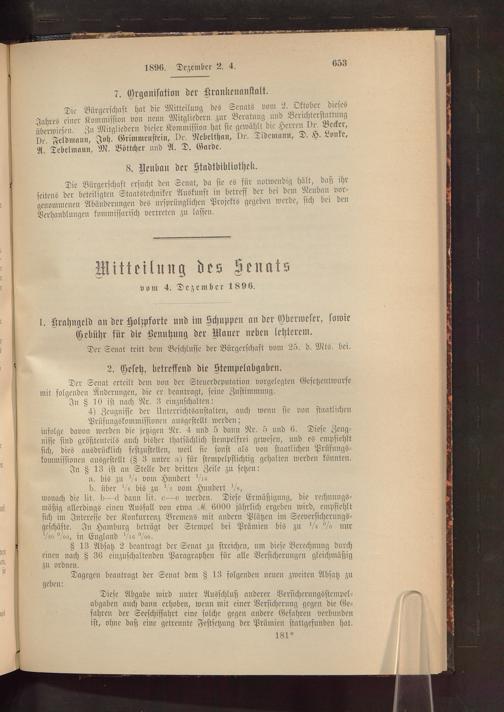 1896. Dezember 2. 4. 653
7. Organisation der Krankenanstalt.
Die Bürgerschaft hat die Mitteilung des Senats vom 2. Oktober dieses
Jahres einer Kommission von neun Mitgliedern zur Beratung und Berichterstattung
überwiesen. Zu Mitgliedern dieser Kommission hat sie gewählt die Herren Dr. Becker,
Dr. Feldmann, Joh. Grimmenstein, Dr. Nebelthau, Dr. Tidemann, D. H. Lonke,
A. Debelmann, M. Böttcher und A. D. Garde.
8. Neubau der Stadtbibliothek.
Die Bürgerschaft ersucht den Senat, da sie es für notwendig hält, daß ihr
seitens der beteiligten Staatstechniker Auskunft in betreff der bei dem Neubau vor-
genommenen Abänderungen des ursprünglichen Projekts gegeben werde, sich bei den
Verhandlungen kommissarisch vertreten zu lassen.
Mitteilung des Senats
vom 4. Dezember 1896.
1. Krahngeld an der Holzpforte und im Schuppen an der Oberweser, sowie
Gebühr für die Benutzung der Mauer neben letzterem.
Der Senat tritt dem Beschlusse der Bürgerschaft vom 25. d. Mts. bei.
2. Gesetz, betreffend die Stempelabgaben.
Der Senat erteilt dem von der Steuerdeputation vorgelegten Gesetzentwurfe
mit folgenden Änderungen, die er beantragt, seine Zustimmung.
In § 10 ist nach Nr. 3 einzuschalten:
4) Zeugnisse der Unterrichtsanstalten, auch wenn sie von staatlichen
Prüfungskommissionen ausgestellt werden;
infolge davon werden die jetzigen Nr. 4 und 5 dann Nr. 5 und 6. Diese Zeug-
nisse sind größtenteils auch bisher thatsächlich stempelfrei gewesen, und es empfiehlt
sich, dies ausdrücklich festzustellen, weil sie sonst als von staatlichen Prüfungs-
kommissionen ausgestellt (§ 3 unter a) für stempelpflichtig gehalten werden könnten.
In § 13 ist an Stelle der dritten Zeile zu setzen:
a. bis zu 1/4 vom Hundert 1/16
b. über 1/4 bis zu 1/2 vom Hundert 1/8,
wonach die lit. b—d dann lit. c—e werden. Diese Ermäßigung, die rechnungs-
mäßig allerdings einen Ausfall von etwa ℳ 6000 jährlich ergeben wird, empfiehlt
sich im Interesse der Konkurrenz Bremens mit anderen Plätzen im Seeversicherungs-
geschäfte. In Hamburg beträgt der Stempel bei Prämien bis zu 1/4 % nur
in England
§ 13 Absatz 2 beantragt der Senat zu streichen, um diese Berechnung durch
einen nach § 36 einzuschaltenden Paragraphen für alle Versicherungen gleichmäßig
zu ordnen.
Dagegen beantragt der Senat dem § 13 folgenden neuen zweiten Absatz zu
geben:
Diese Abgabe wird unter Ausschluß anderer Versicherungsstempel-
abgaben auch dann erhoben, wenn mit einer Versicherung gegen die Ge-
fahren der Seeschiffahrt eine solche gegen andere Gefahren verbunden
ist, ohne daß eine getrennte Festsetzung der Prämien stattgefunden hat.
181*